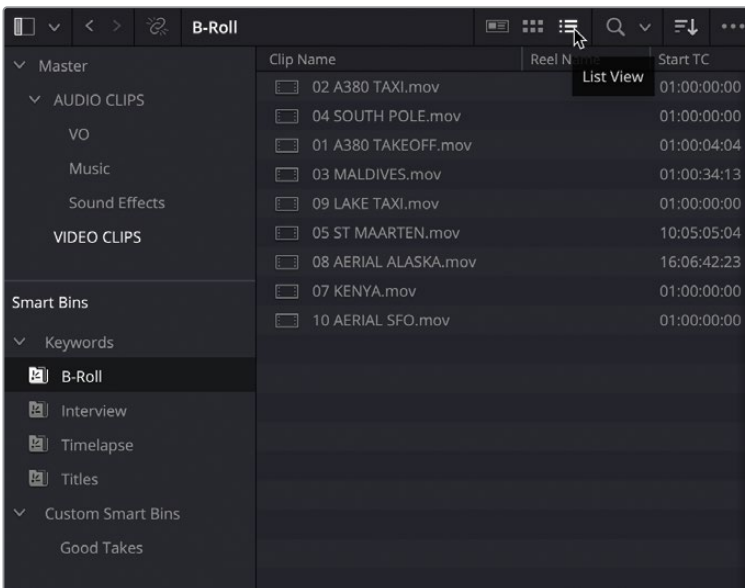 B-Roll
Master
AUDIO CLIPS
VO
Music
Sound Effects
VIDEO CLIPS
Smart Bins
Keywords
B-Roll
Interview
Timelapse
Titles
Custom Smart Bins
Good Takes
Clip Name Reel N me Start TC
List View
02 A380 TAXI.mov 01:00:00:00
04 SOUTH POLE.mov 01:00:00:00
01 A380 TAKEOFF.mov 01:00:04:04
03 MALDIVES.mov 01:00:34:13
09 LAKE TAXI.mov 01:00:00:00
05 ST MAARTEN.mov 10:05:05:04
08 AERIAL ALASKA.mov 16:06:42:23
07 KENYA.mov 01:00:00:00
10 AERIAL SFO.mov 01:00:00:00